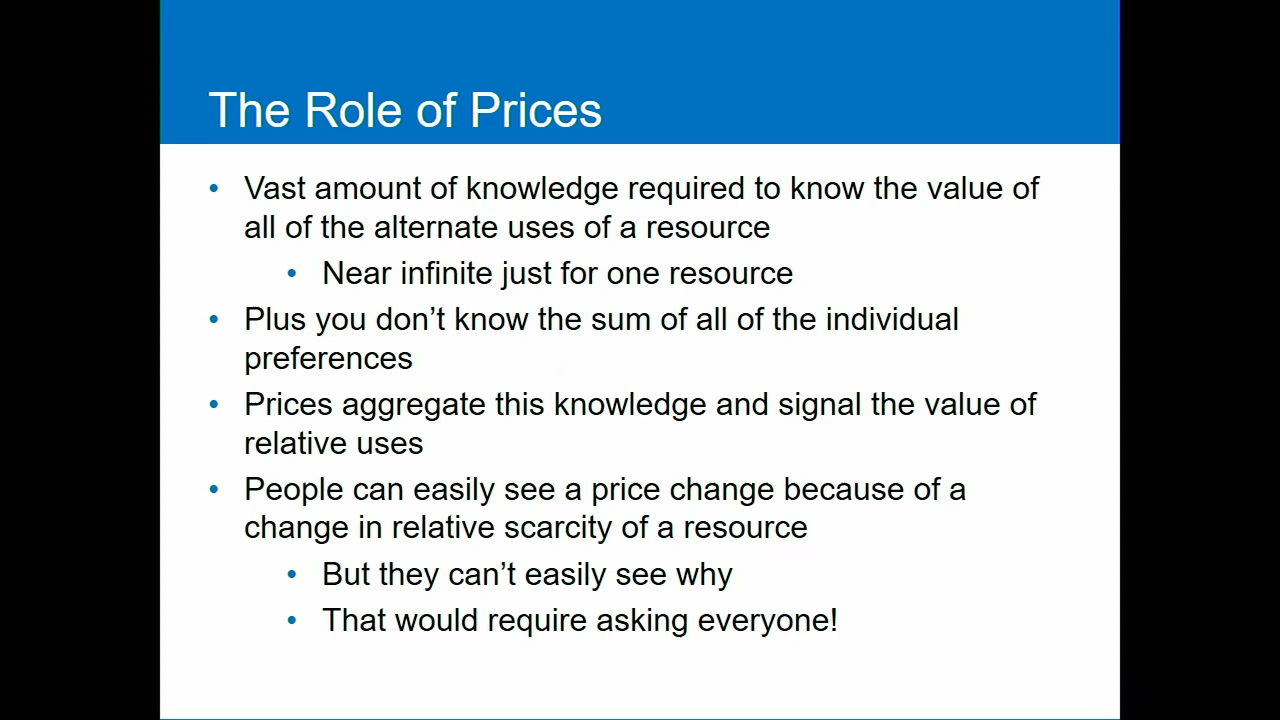 The Role of Prices
• Vast amount of knowledge required to know the value of
all of the alternate uses of a resource
• Near infinite just for one resource
• Plus you don’t know the sum of all of the individual
preferences
• Prices aggregate this knowledge and signal the value of
relative uses
• People can easily see a price change because of a
change in relative scarcity of a resource
• But they can’t easily see why
• That would require asking everyone!